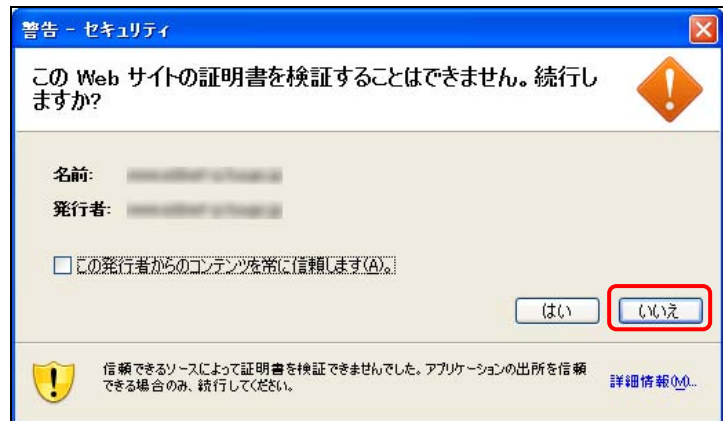 警告 - セキュリティ
この Web サイトの証明書を検証することはできません。続行し
ますか?
名前:
発行者:
この発行者からのコンテンツを常に信頼します(A)。
はい
いいえ
信頼できるソースによって証明書を検証できませんでした。アプリケーションの出所を信頼
できる場合のみ、続行してください。
詳細情報(M)...